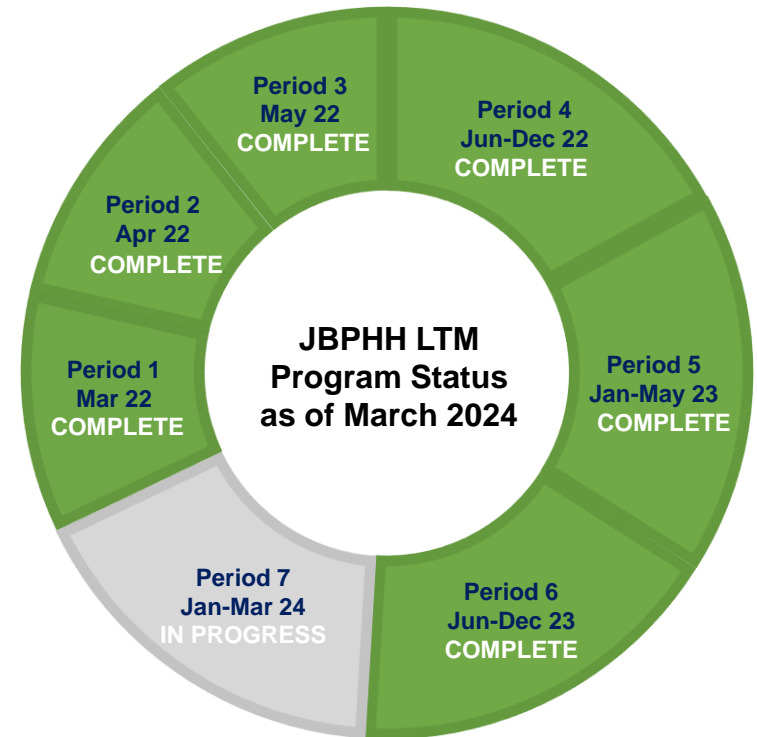 JBPHH LTM
Program Status
as of March 2024
Period 1
Mar 22
COMPLETE
Period 2
Apr 22
COMPLETE
Period 3
May 22
COMPLETE
Period 4
Jun-Dec 22
COMPLETE
Period 5
Jan-May 23
COMPLETE
Period 6
Jun-Dec 23
COMPLETE
Period 7
Jan-Mar 24
IN PROGRESS